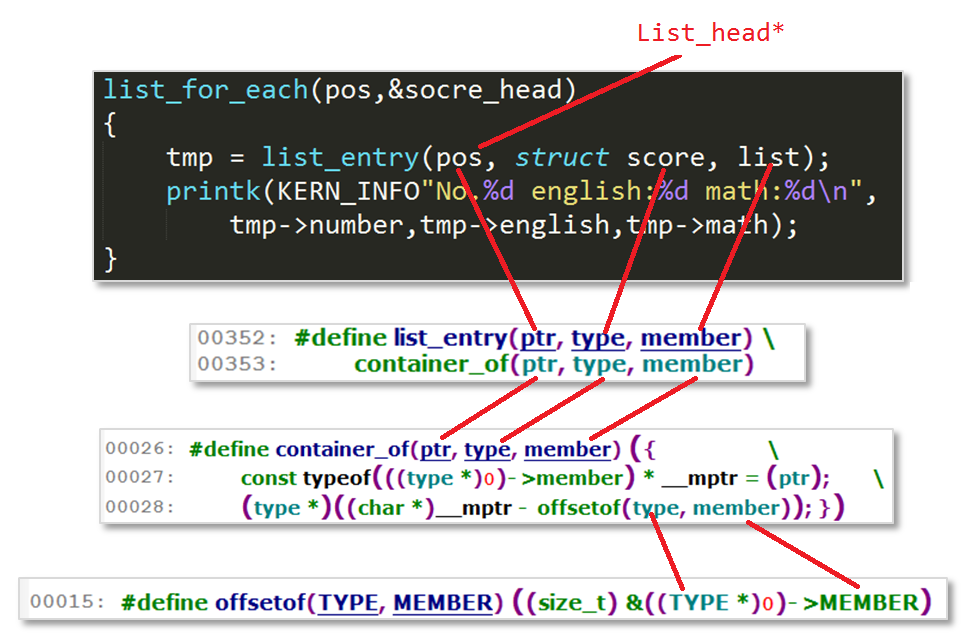 List_head*
list_for_each(pos,&socre_head)
{
tmp = list_entry(pos, struct score, list);
printk(KERN_INFO"No.%d english:%d math:%d\n",
tmp->number,tmp->english,tmp->math);
}
00352: #define list_entry(ptr, type, member) \
00353: container_of(ptr, type, member)
00026: #define container_of(ptr, type, member) ({ \
00027: const typeof(((type *)0)->member) * __mptr = (ptr); \
00028: (type *)((char *)__mptr - offsetof(type, member)); })
00015: #define offsetof(TYPE, MEMBER) ((size_t) &((TYPE *)0)->MEMBER)